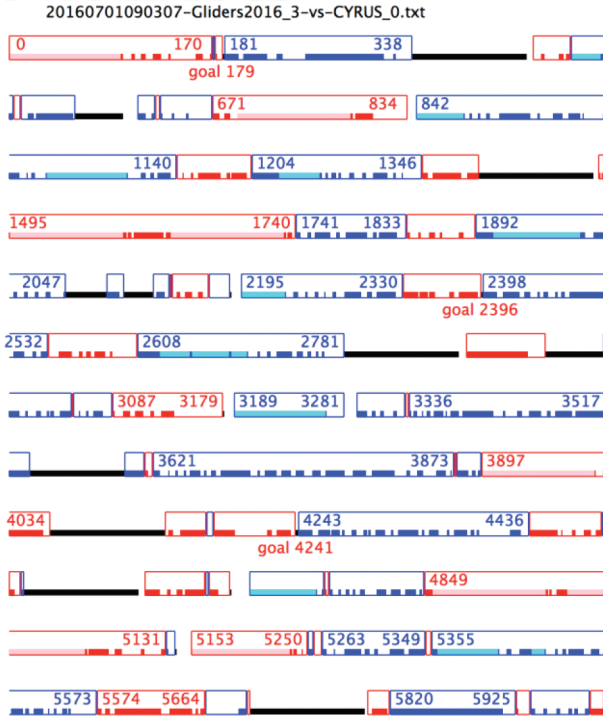 20160701090307-Gliders2016_3-vs-CYRUS_0.txt
0 170 181 338
goal 179
671 834 842
1140 1204 1346
1495 1740 1741 1833 1892
2047 2195 2330 2398
goal 2396
2532 2608 2781
3087 3179 3189 3281 3336 3517
3621 3873 3897
4034 4243 4436
goal 4241
4849
5131 5153 5250 5263 5349 5355
5573 5574 5664 5820 5925